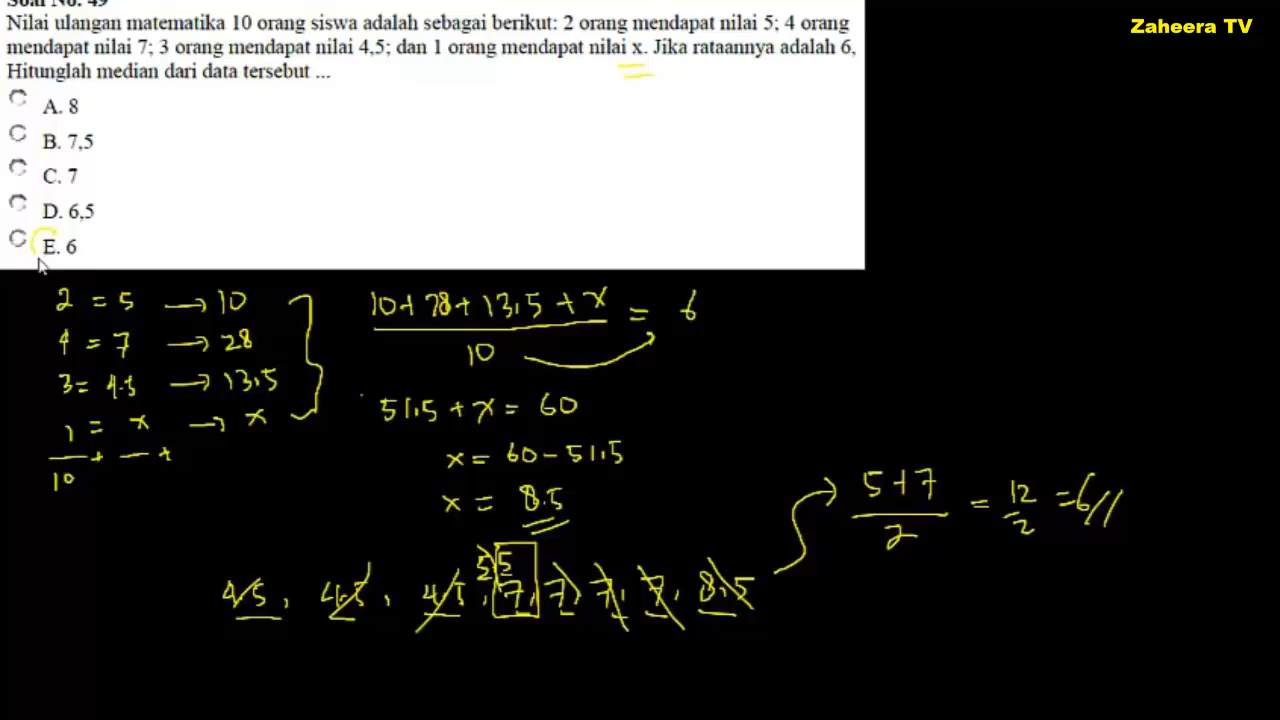 Soal No. 49
Zaheera TV
Nilai ulangan matematika 10 orang siswa adalah sebagai berikut: 2 orang mendapat nilai 5; 4 orang
mendapat nilai 7; 3 orang mendapat nilai 4,5; dan 1 orang mendapat nilai x. Jika rataannya adalah 6,
Hitunglah median dari data tersebut ...
A. 8
B. 7,5
C. 7
D. 6,5
E. 6
2 = 5 → 10
4 = 7 → 28
3 = 4.5 → 13,5
1 = x → x
10 + — +
10 + 28 + 13,5 + x = 6
10
51,5 + x = 60
x = 60 - 51,5
x = 8.5
5+7 = 12 = 6//
2 2
5, 5
4,5, 4,5, 4,5, 7, 7, 7, 7, 8,5